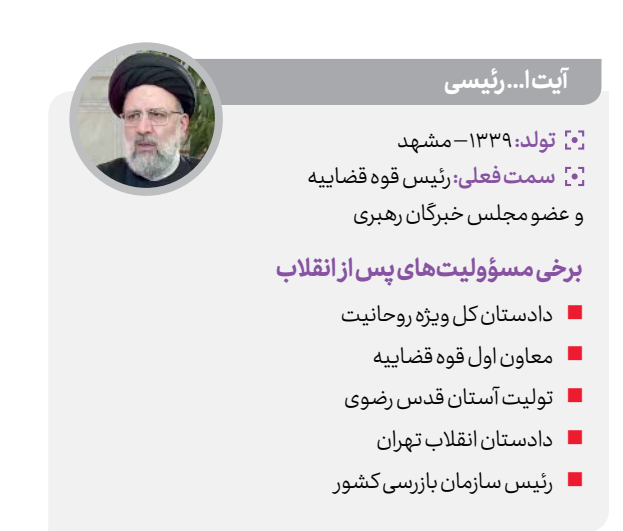 آیت‌ا...رئیسی
تولد: ۱۳۳۹– مشهد
سمت فعلی: رئیس قوه قضاییه
و عضو مجلس خبرگان رهبری
برخی مسؤولیت‌های پس از انقلاب
دادستان کل ویژه روحانیت
معاون اول قوه قضاییه
تولیت آستان قدس رضوی
دادستان انقلاب تهران
رئیس سازمان بازرسی کشور